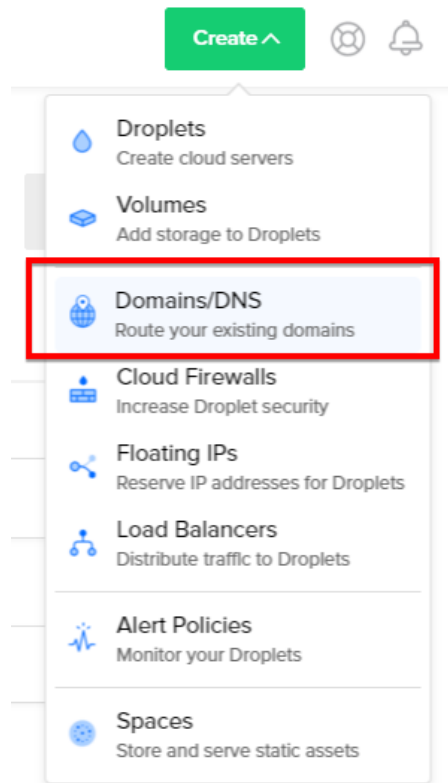 Create
Droplets
Create cloud servers
Volumes
Add storage to Droplets
Domains/DNS
Route your existing domains
Cloud Firewalls
Increase Droplet security
Floating IPs
Reserve IP addresses for Droplets
Load Balancers
Distribute traffic to Droplets
Alert Policies
Monitor your Droplets
Spaces
Store and serve static assets